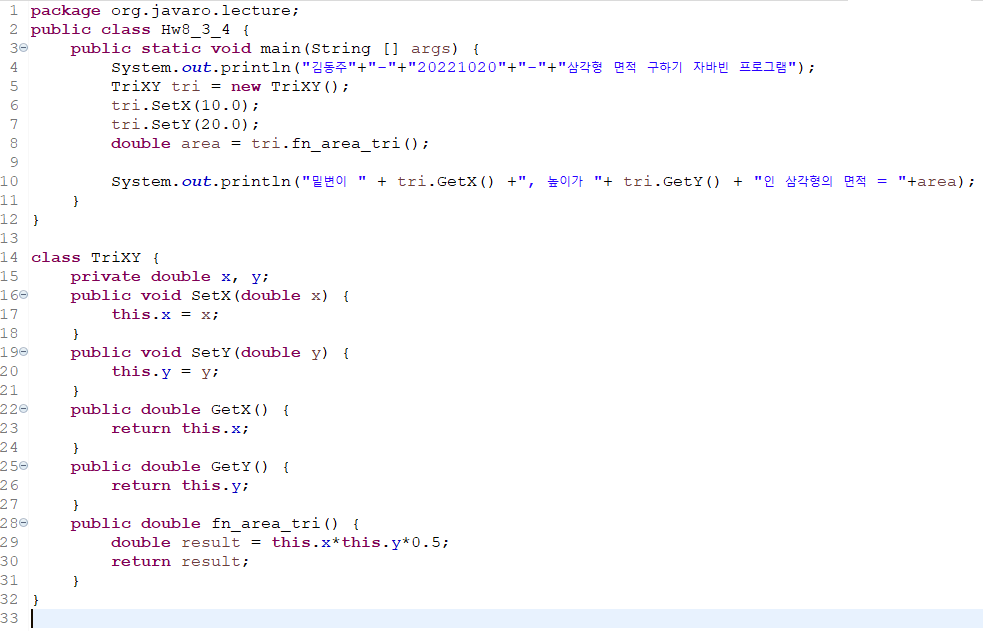 1 package org.javaro.lecture;
2 public class Hw8_3_4 {
3 public static void main(String [] args) {
4 System.out.println("김동주"+"-"+"20221020"+"-"+"삼각형 면적 구하기 자바빈 프로그램");
5 TriXY tri = new TriXY();
6 tri.SetX(10.0);
7 tri.SetY(20.0);
8 double area = tri.fn_area_tri();
9
10 System.out.println("밑변이 " + tri.GetX() +", 높이가 "+ tri.GetY() + "인 삼각형의 면적 = "+area);
11 }
12 }
13
14 class TriXY {
15 private double x, y;
16 public void SetX(double x) {
17 this.x = x;
18 }
19 public void SetY(double y) {
20 this.y = y;
21 }
22 public double GetX() {
23 return this.x;
24 }
25 public double GetY() {
26 return this.y;
27 }
28 public double fn_area_tri() {
29 double result = this.x*this.y*0.5;
30 return result;
31 }
32 }
33